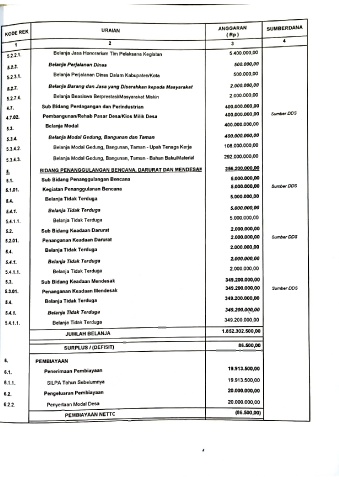 KODE REK URAIAN ANGGARAN ( Rp ) SUMBERDANA
1 2 3 4
5.2.2.1. Belanja Jasa Honorarium Tim Pelaksana Kegiatan 5.400.000,00
5.2.3. Belanja Perjalanan Dinas 500.000,00
5.2.3.1. Belanja Perjalanan Dinas Dalam Kabupaten/Kota 500.000,00
5.2.7. Belanja Barang dan Jasa yang Diserahkan kepada Masyarakat 2.000.000,00
5.2.7.4. Belanja Beasiswa Berprestasi/Masyarakat Miskin 2.000.000,00
4.7. Sub Bidang Perdagangan dan Perindustrian 400.000.000,00
4.7.02. Pembangunan/Rehab Pasar Desa/Kios Milik Desa 400.000.000,00 Sumber DDS
5.3. Belanja Modal 400.000.000,00
5.3.4. Belanja Modal Gedung, Bangunan dan Taman 400.000.000,00
5.3.4.2. Belanja Modal Gedung, Bangunan, Taman - Upah Tenaga Kerja 108.000.000,00
5.3.4.3. Belanja Modal Gedung, Bangunan, Taman - Bahan Baku/Material 292.000.000,00
5. BIDANG PENANGGULANGAN BENCANA, DARURAT DAN MENDESAK
5.1. Sub Bidang Penanggulangan Bencana 5.000.000,00
5.1.01. Kegiatan Penanggulangan Bencana 5.000.000,00 Sumber DDS
5.4. Belanja Tidak Terduga 5.000.000,00
5.4.1. Belanja Tidak Terduga 5.000.000,00
5.4.1.1. Belanja Tidak Terduga 5.000.000,00
5.2. Sub Bidang Keadaan Darurat 2.000.000,00
5.2.01. Penanganan Keadaan Darurat 2.000.000,00 Sumber DDS
5.4. Belanja Tidak Terduga 2.000.000,00
5.4.1. Belanja Tidak Terduga 2.000.000,00
5.4.1.1. Belanja Tidak Terduga 2.000.000,00
5.3. Sub Bidang Keadaan Mendesak 349.200.000,00
5.3.01. Penanganan Keadaan Mendesak 349.200.000,00 Sumber DDS
5.4. Belanja Tidak Terduga 349.200.000,00
5.4.1. Belanja Tidak Terduga 349.200.000,00
5.4.1.1. Belanja Tidak Terduga 349.200.000,00
JUMLAH BELANJA 1.652.302.500,00
SURPLUS / (DEFISIT) 86.500,00
6. PEMBIAYAAN
6.1. Penerimaan Pembiayaan 19.913.500,00
6.1.1. SILPA Tahun Sebelumnya 19.913.500,00
6.2. Pengeluaran Pembiayaan 20.000.000,00
6.2.2. Penyertaan Modal Desa 20.000.000,00
PEMBIAYAAN NETTO (86.500,00)